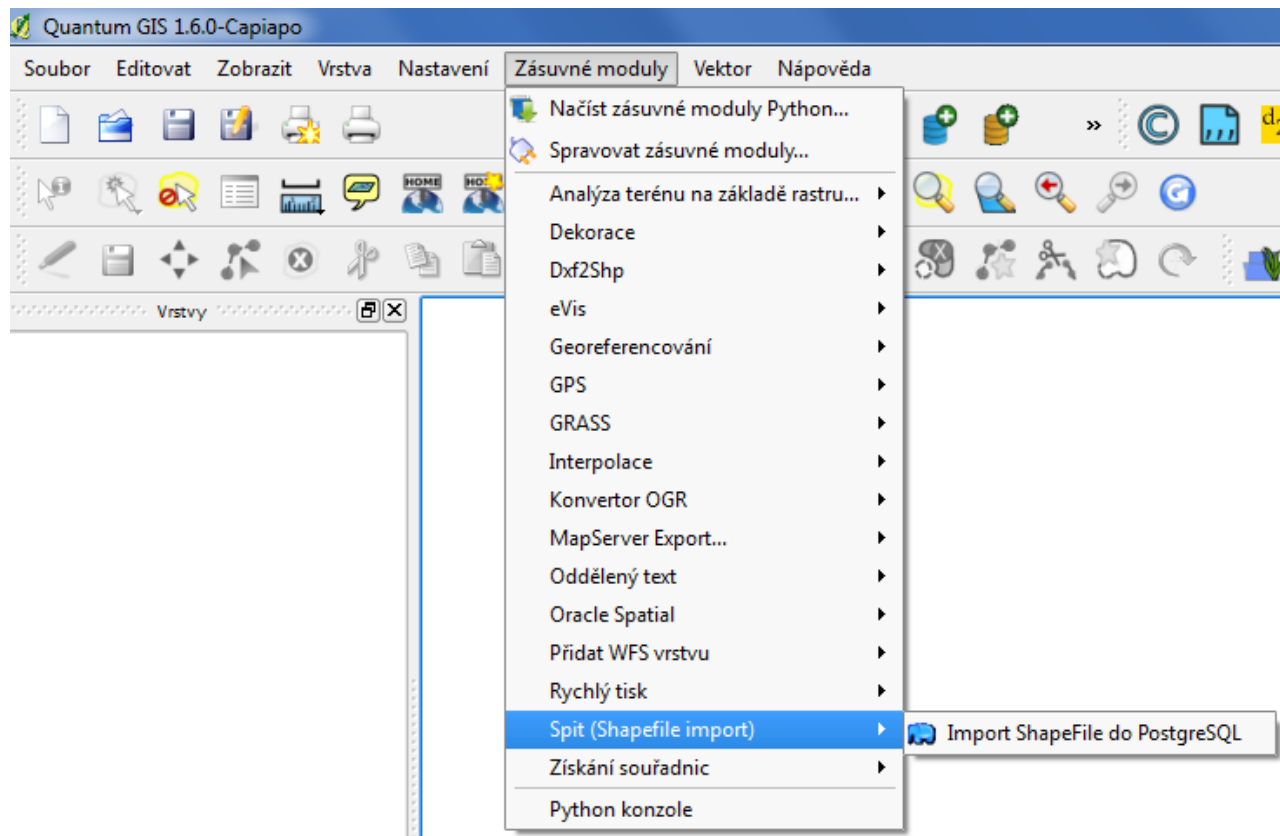 Quantum GIS 1.6.0-Capiapo
Soubor Editovat Zobrazit Vrstva Nastavení Zásuvné moduly Vektor Nápověda
Načíst zásuvné moduly Python...
»
Spravovat zásuvné moduly...
HOME
Analýza terénu na základě rastru...
Dekorace
Dxf2Shp
Vrstvy
eVis
Georeferencování
GPS
GRASS
Interpolace
Konvertor OGR
MapServer Export...
Oddělený text
Oracle Spatial
Přidat WFS vrstvu
Rychlý tisk
Spit (Shapefile import)
Import ShapeFile do PostgreSQL
Získání souřadnic
Python konzole